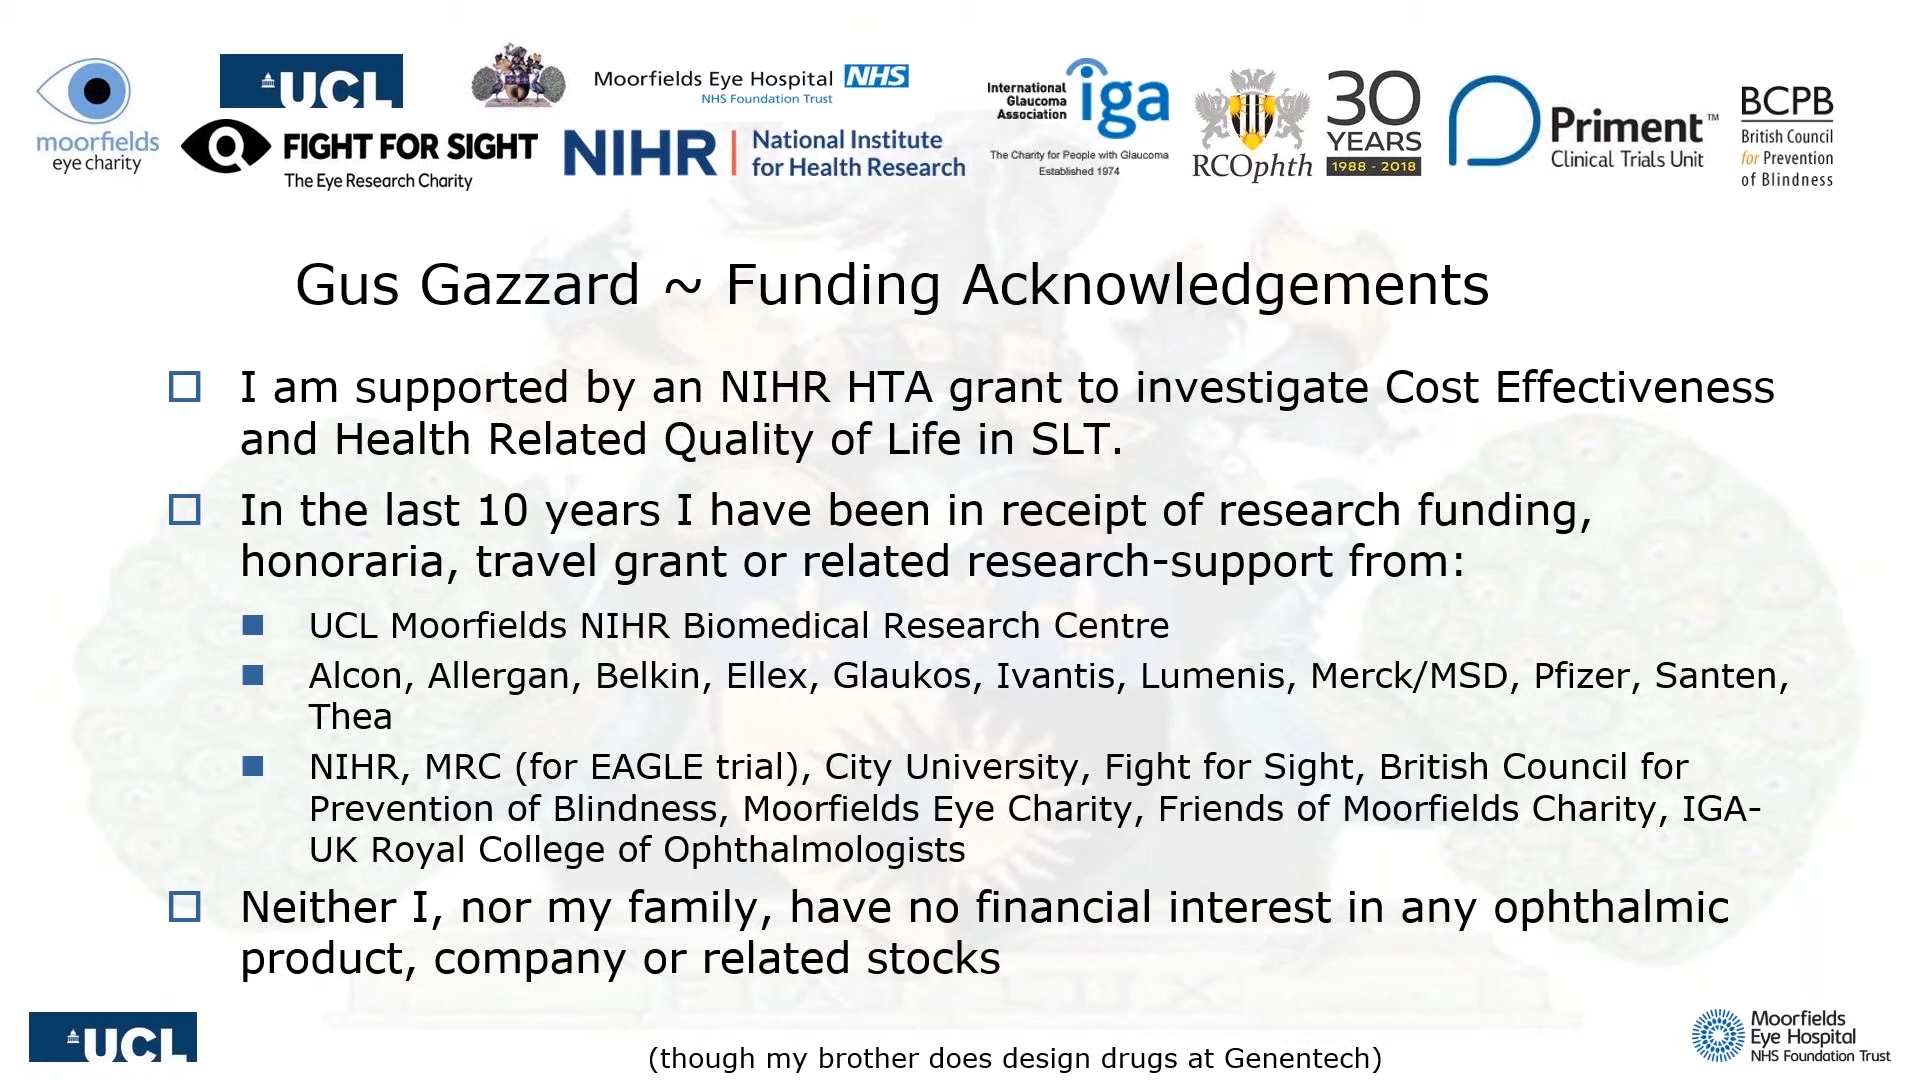 moorfields
eye charity
UCL
FIGHT FOR SIGHT
The Eye Research Charity
Moorfields Eye Hospital NHS
NHS Foundation Trust
NIHR | National Institute
for Health Research
International
Glaucoma
Association
iga
The Charity for People with Glaucoma
Established 1974
RCOphth
30
YEARS
1988 - 2018
Priment™
Clinical Trials Unit
BCPB
British Council
for Prevention
of Blindness
Gus Gazzard ~ Funding Acknowledgements
I am supported by an NIHR HTA grant to investigate Cost Effectiveness
and Health Related Quality of Life in SLT.
In the last 10 years I have been in receipt of research funding,
honoraria, travel grant or related research-support from:
UCL Moorfields NIHR Biomedical Research Centre
Alcon, Allergan, Belkin, Ellex, Glaukos, Ivantis, Lumenis, Merck/MSD, Pfizer, Santen,
Thea
NIHR, MRC (for EAGLE trial), City University, Fight for Sight, British Council for
Prevention of Blindness, Moorfields Eye Charity, Friends of Moorfields Charity, IGA-
UK Royal College of Ophthalmologists
Neither I, nor my family, have no financial interest in any ophthalmic
product, company or related stocks
UCL
(though my brother does design drugs at Genentech)
Moorfields
Eye Hospital
NHS Foundation Trust